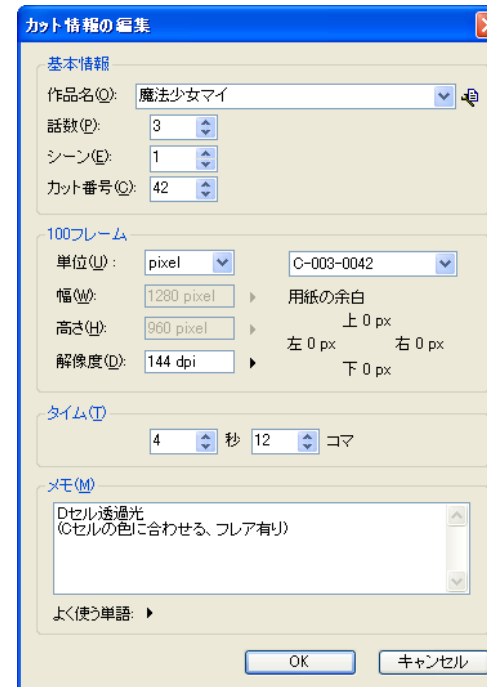 カット情報の編集
基本情報
作品名(O): 魔法少女マイ
話数(P): 3
シーン(E): 1
カット番号(C): 42
100フレーム
単位(U): pixel C-003-0042
幅(W): 1280 pixel 用紙の余白
高さ(H): 960 pixel 上 0 px
左 0 px 右 0 px
解像度(D): 144 dpi 下 0 px
タイム(T)
4 秒 12 コマ
メモ(M)
Dセル透過光
(Cセルの色に合わせる、フレア有り)
よく使う単語:
OK キャンセル